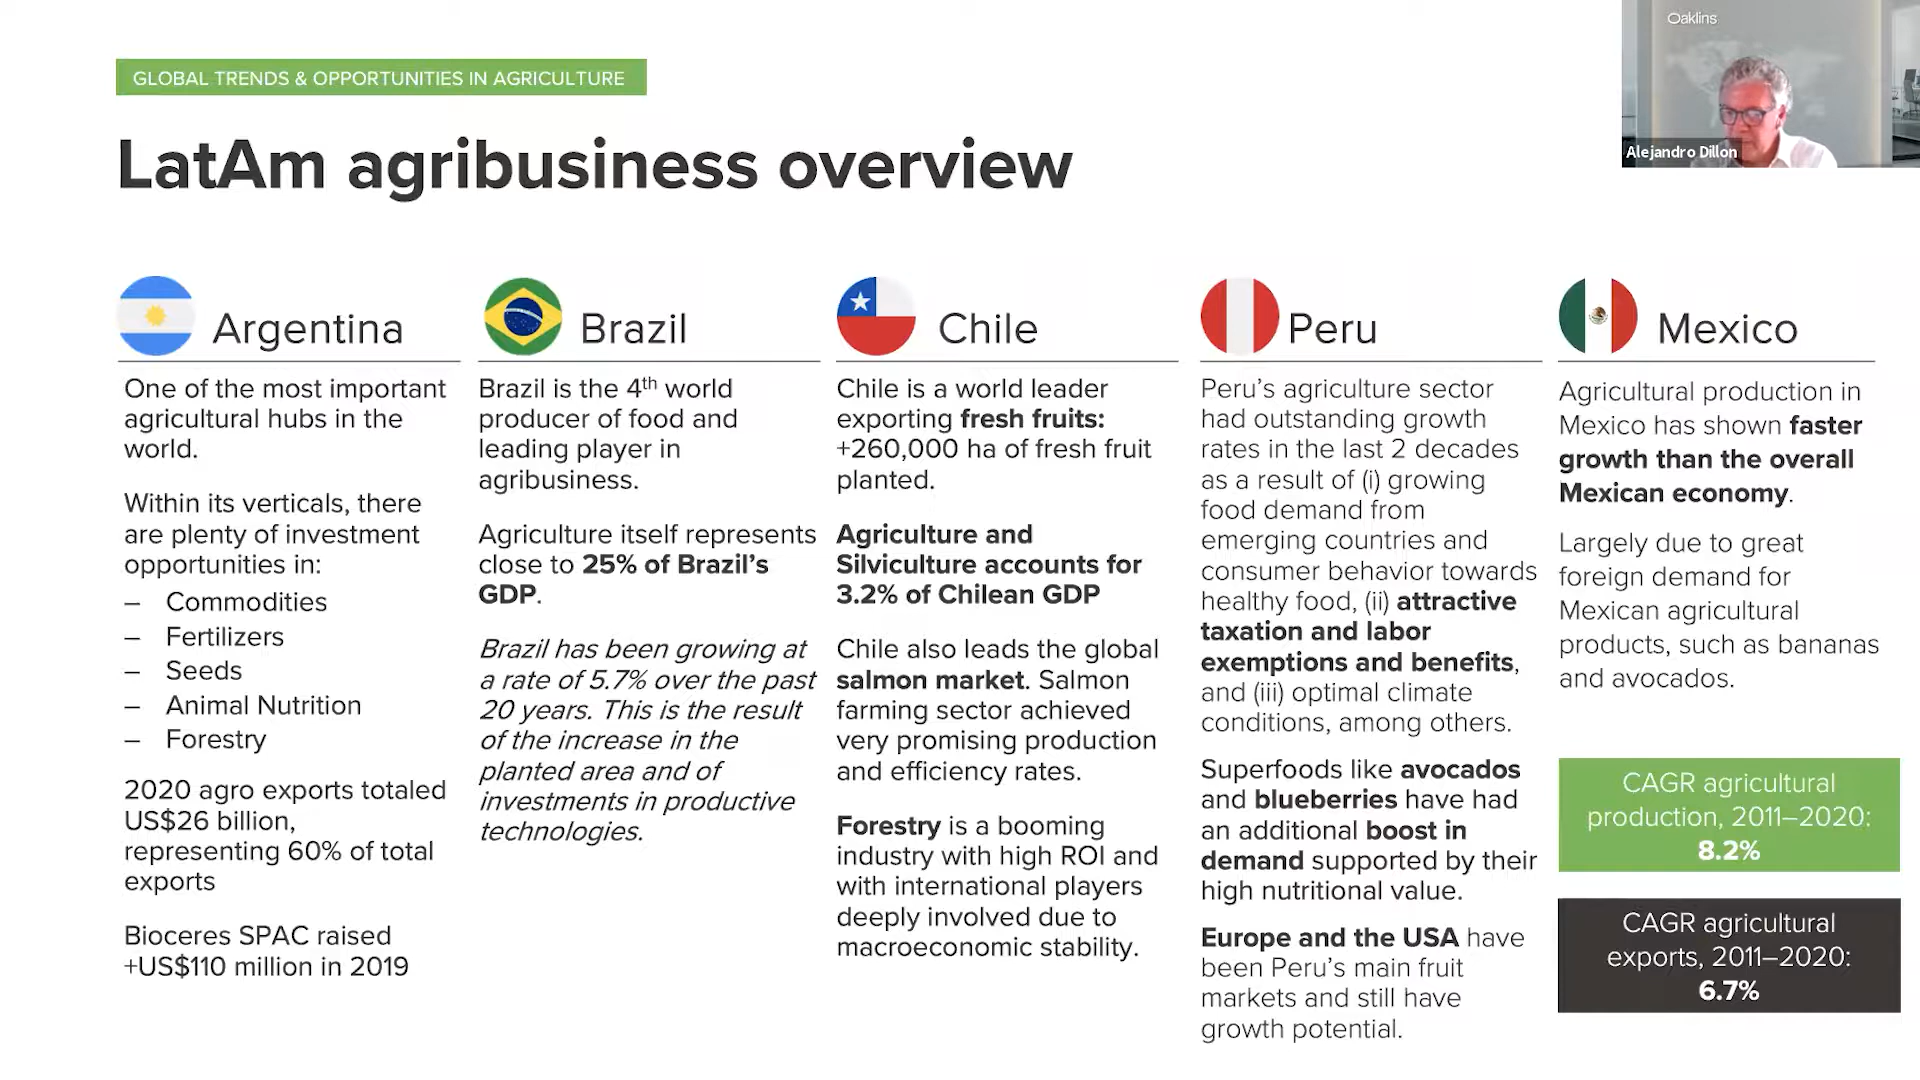 Oaklins
Alejandro Dillon
GLOBAL TRENDS & OPPORTUNITIES IN AGRICULTURE
LatAm agribusiness overview
Argentina
One of the most important
agricultural hubs in the
world.
Within its verticals, there
are plenty of investment
opportunities in:
– Commodities
– Fertilizers
– Seeds
– Animal Nutrition
– Forestry
2020 agro exports totaled
US$26 billion,
representing 60% of total
exports
Bioceres SPAC raised
+US$110 million in 2019
Brazil
Brazil is the 4th world
producer of food and
leading player in
agribusiness.
Agriculture itself represents
close to 25% of Brazil's
GDP.
Brazil has been growing at
a rate of 5.7% over the past
20 years. This is the result
of the increase in the
planted area and of
investments in productive
technologies.
Chile
Chile is a world leader
exporting fresh fruits:
+260,000 ha of fresh fruit
planted.
Agriculture and
Silviculture accounts for
3.2% of Chilean GDP
Chile also leads the global
salmon market. Salmon
farming sector achieved
very promising production
and efficiency rates.
Forestry is a booming
industry with high ROI and
with international players
deeply involved due to
macroeconomic stability.
Peru
Peru's agriculture sector
had outstanding growth
rates in the last 2 decades
as a result of (i) growing
food demand from
emerging countries and
consumer behavior towards
healthy food, (ii) attractive
taxation and labor
exemptions and benefits,
and (iii) optimal climate
conditions, among others.
Superfoods like avocados
and blueberries have had
an additional boost in
demand supported by their
high nutritional value.
Europe and the USA have
been Peru's main fruit
markets and still have
growth potential.
Mexico
Agricultural production in
Mexico has shown faster
growth than the overall
Mexican economy.
Largely due to great
foreign demand for
Mexican agricultural
products, such as bananas
and avocados.
CAGR agricultural
production, 2011–2020:
8.2%
CAGR agricultural
exports, 2011–2020:
6.7%